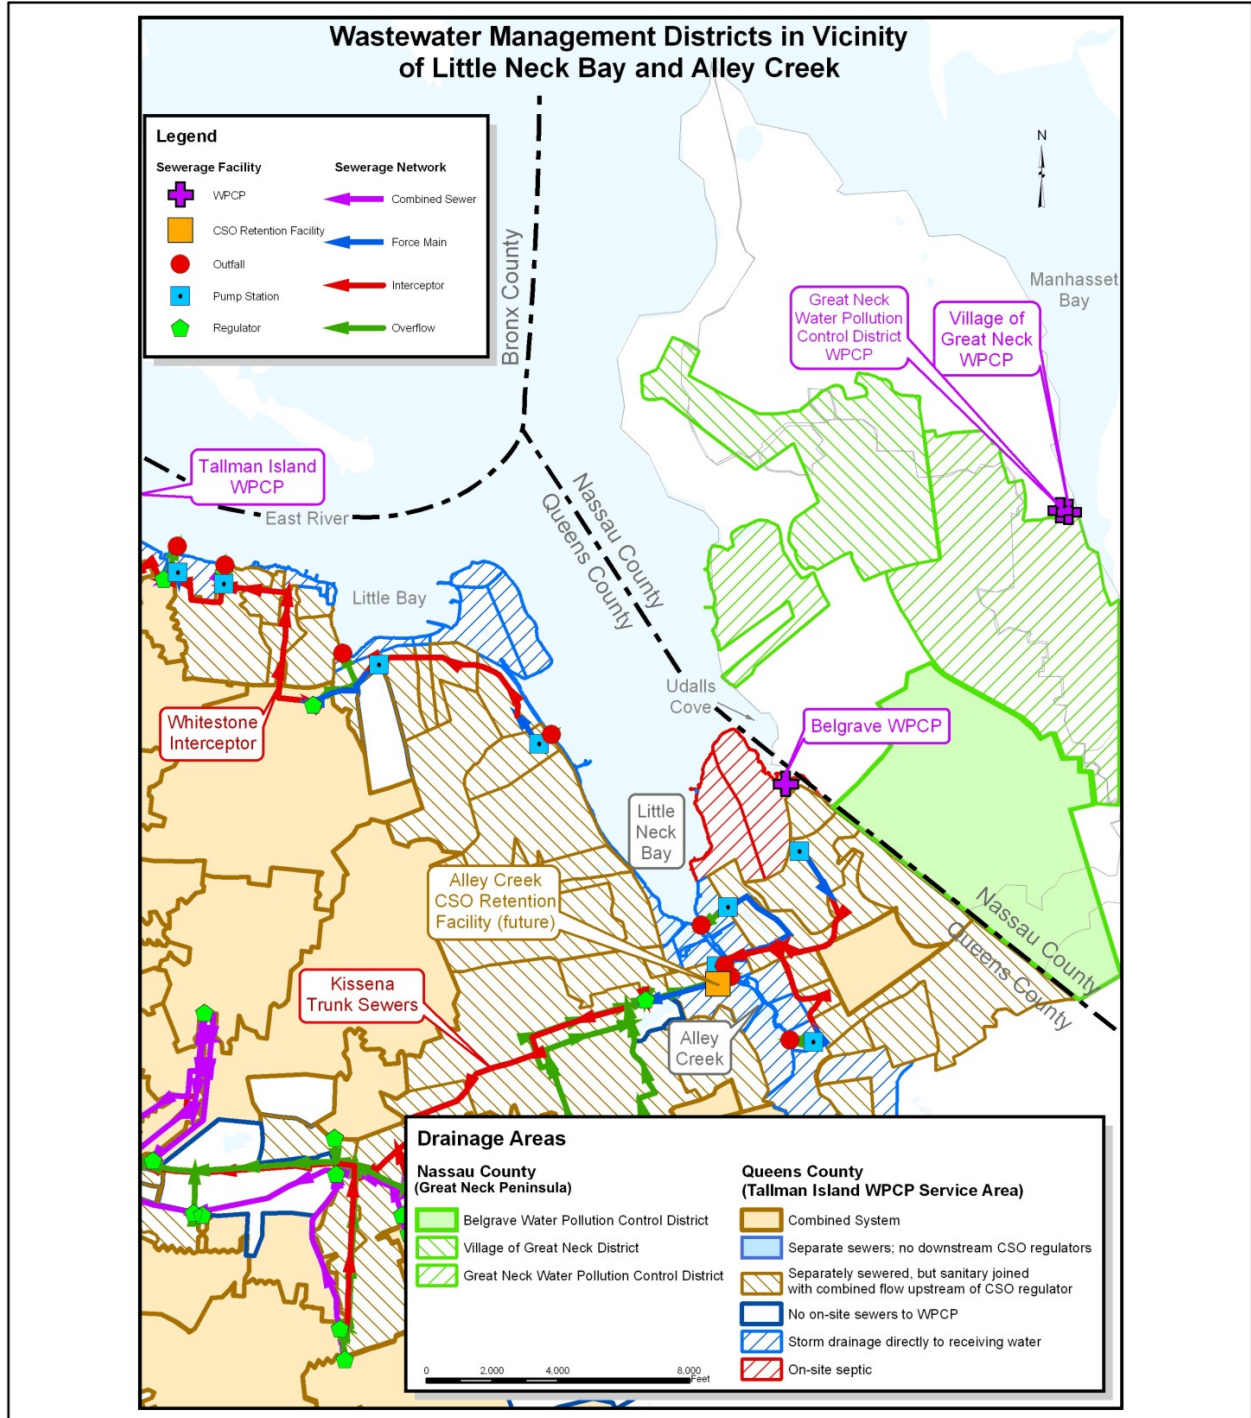 Wastewater Management Districts in Vicinity
of Little Neck Bay and Alley Creek
Legend
Sewerage Facility
WPCP
CSO Retention Facility
Outfall
Pump Station
Regulator
Sewerage Network
Combined Sewer
Force Main
Interceptor
Overflow
Bronx County
N
Manhasset
Bay
Great Neck
Water Pollution
Control District
WPCP
Village of
Great Neck
WPCP
Tallman Island
WPCP
East River
Nassau County
Queens County
Little Bay
Udalls
Cove
Whitestone
Interceptor
Belgrave WPCP
Little
Neck
Bay
Alley Creek
CSO Retention
Facility (future)
Nassau County
Queens County
Kissena
Trunk Sewers
Alley
Creek
Drainage Areas
Nassau County
(Great Neck Peninsula)
Belgrave Water Pollution Control District
Village of Great Neck District
Great Neck Water Pollution Control District
Queens County
(Tallman Island WPCP Service Area)
Combined System
Separate sewers; no downstream CSO regulators
Separately sewered, but sanitary joined
with combined flow upstream of CSO regulator
No on-site sewers to WPCP
Storm drainage directly to receiving water
On-site septic
0 2,000 4,000 8,000
Feet